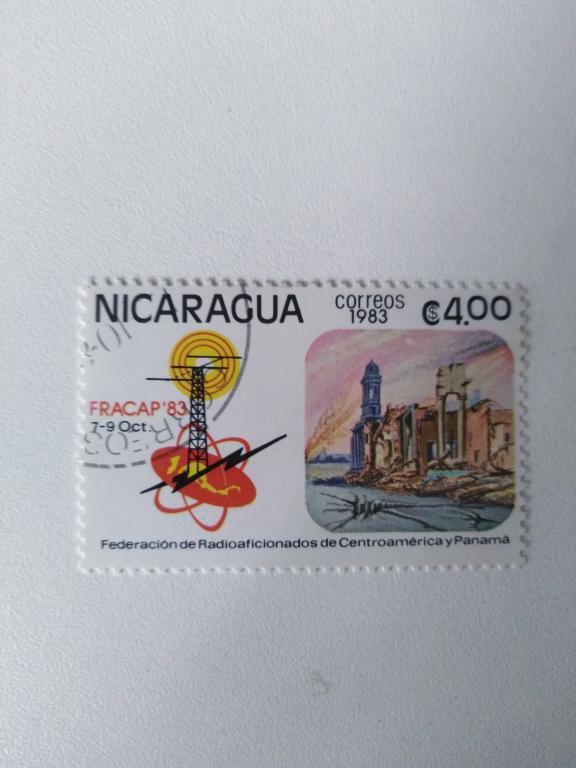 NICARAGUA
correos
1983
₡4.00
FRACAP'83
7-9 Oct.
Federación de Radioaficionados de Centroamérica y Panamá